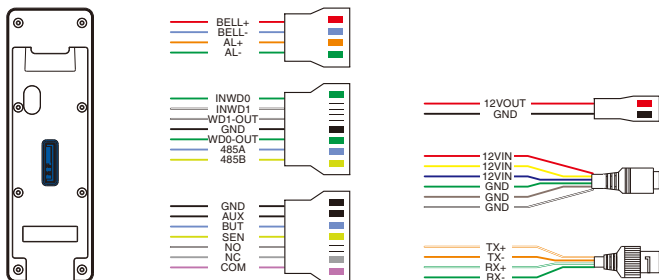 BELL+
BELL-
AL+
AL-
INWD0
INWD1
WD1-OUT
GND
WD0-OUT
485A
485B
GND
AUX
BUT
SEN
NO
NC
COM
12VOUT
GND
12VIN
12VIN
12VIN
GND
GND
GND
TX+
TX-
RX+
RX-